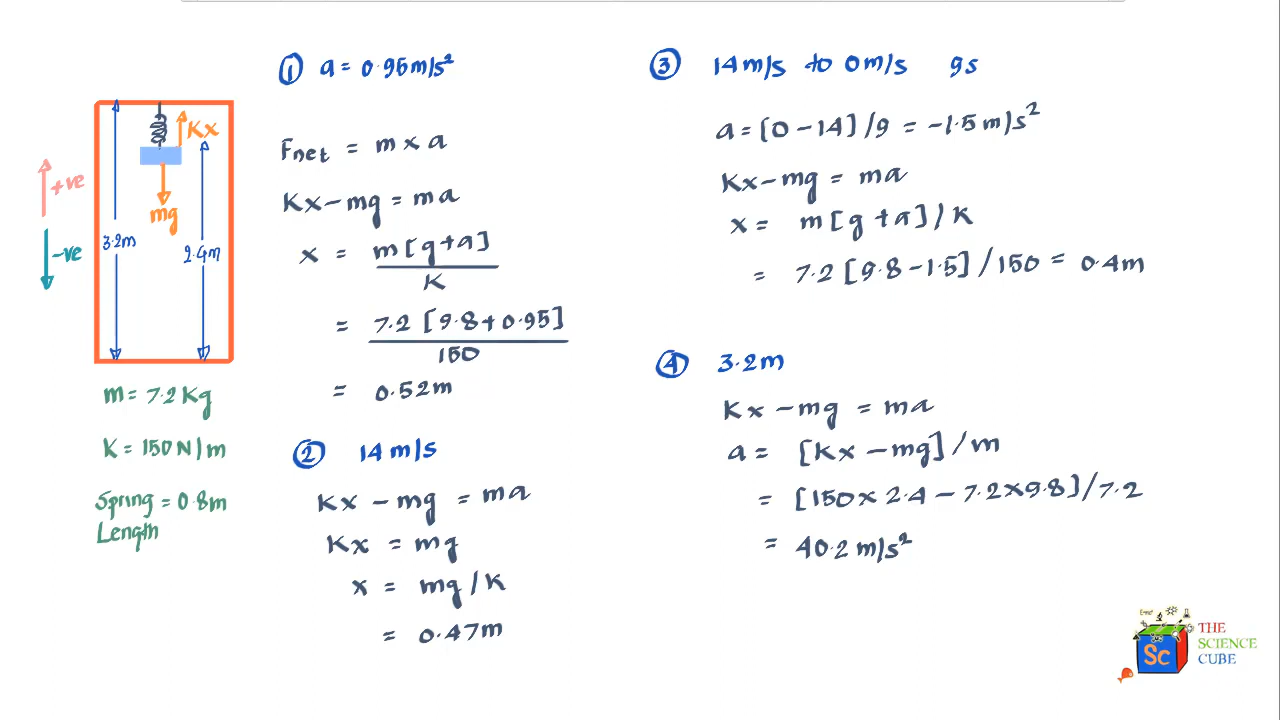 Kx
+ve
mg
-ve
3.2m
2.4m
m = 7.2 Kg
K = 150 N/m
Spring = 0.8m
Length
① a = 0.95 m/s²
Fnet = m × a
Kx - mg = ma
x = m[g+a]
K
= 7.2 [9.8 + 0.95]
150
= 0.52m
② 14 m/s
Kx - mg = ma
Kx = mg
x = mg/K
= 0.47m
③ 14m/s to 0m/s 9s
a = [0 - 14]/9 = -1.5 m/s²
Kx - mg = ma
x = m[g+a]/K
= 7.2 [9.8 - 1.5] /150 = 0.4m
④ 3.2m
Kx - mg = ma
a = [Kx - mg]/m
= [150 × 2.4 - 7.2×9.8]/7.2
= 40.2 m/s²
Sc
THE
SCIENCE
CUBE